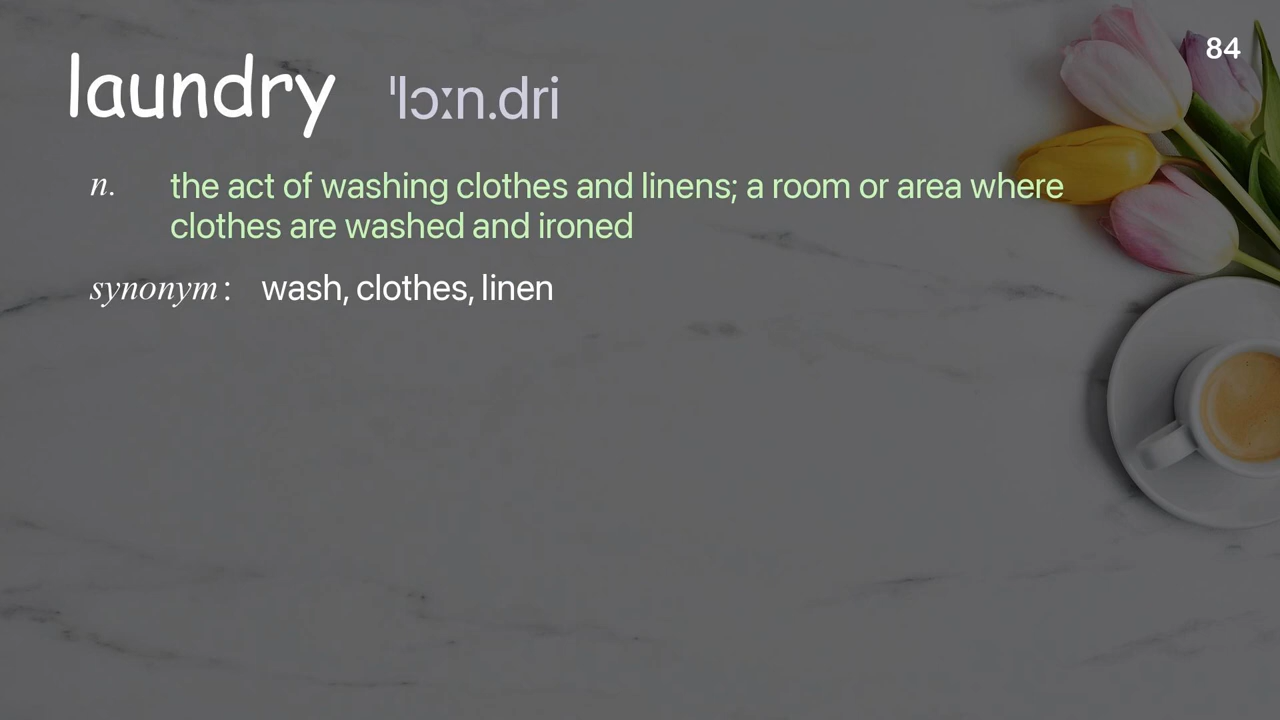 84
laundry ˈlɔːn.dri
n. the act of washing clothes and linens; a room or area where
clothes are washed and ironed
synonym: wash, clothes, linen